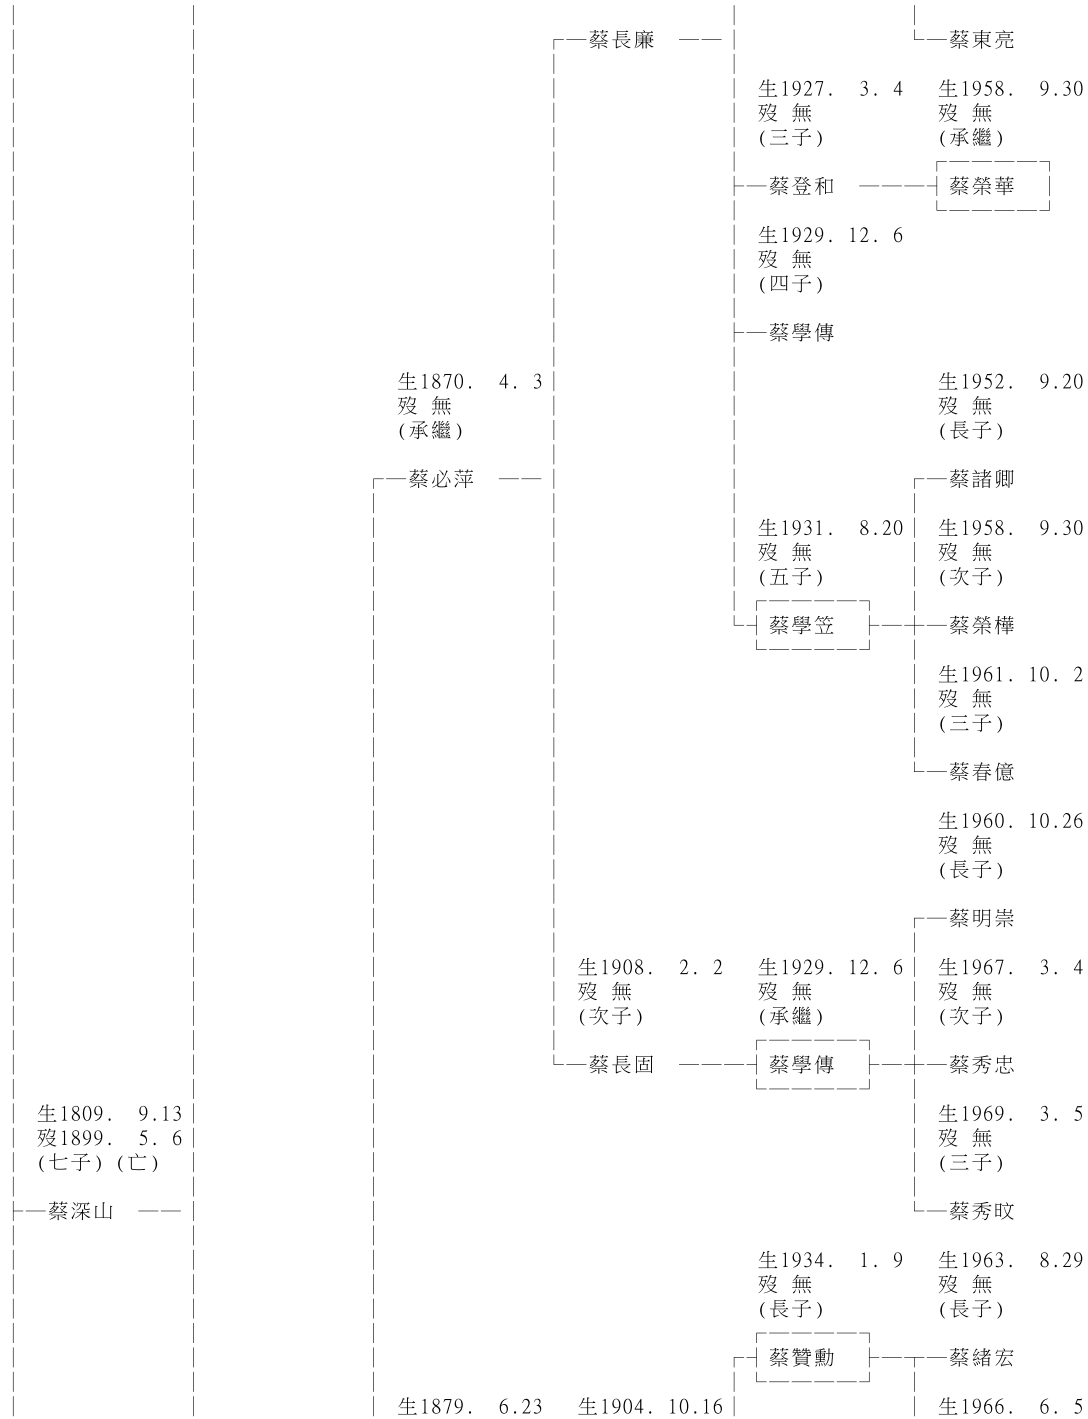 蔡長廉 蔡東亮
生1927. 3. 4 生1958. 9.30
歿 無 歿 無
(三子) (承繼)
蔡登和 蔡榮華
生1929. 12. 6
歿 無
(四子)
蔡學傳
生1870. 4. 3 生1952. 9.20
歿 無 歿 無
(承繼) (長子)
蔡必萍 蔡諸卿
生1931. 8.20 生1958. 9.30
歿 無 歿 無
(五子) (次子)
蔡學笠 蔡榮樺
生1961. 10. 2
歿 無
(三子)
蔡春億
生1960. 10.26
歿 無
(長子)
蔡明崇
生1908. 2. 2 生1929. 12. 6 生1967. 3. 4
歿 無 歿 無 歿 無
(次子) (承繼) (次子)
蔡長固 蔡學傳 蔡秀忠
生1809. 9.13 生1969. 3. 5
歿1899. 5. 6 歿 無
(七子)(亡) (三子)
蔡深山 蔡秀旼
生1934. 1. 9 生1963. 8.29
歿 無 歿 無
(長子) (長子)
蔡贊勳 蔡緒宏
生1879. 6.23 生1904. 10.16 生1966. 6. 5